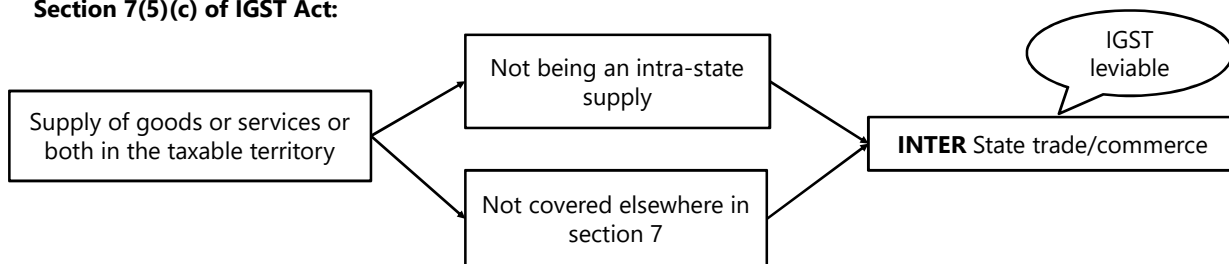 Section 7(5)(c) of IGST Act:
IGST
leviable
Not being an intra-state
supply
Supply of goods or services or
both in the taxable territory
INTER State trade/commerce
Not covered elsewhere in
section 7